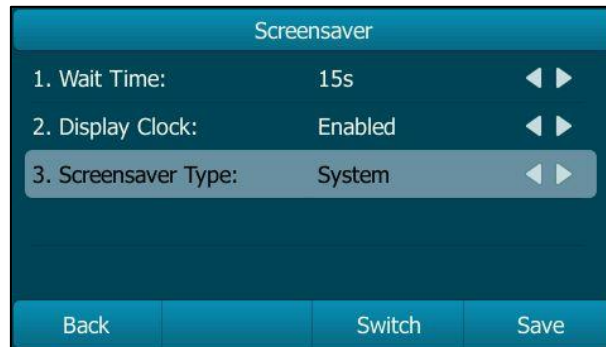 Screensaver
1. Wait Time: 15s
2. Display Clock: Enabled
3. Screensaver Type: System
Back Switch Save